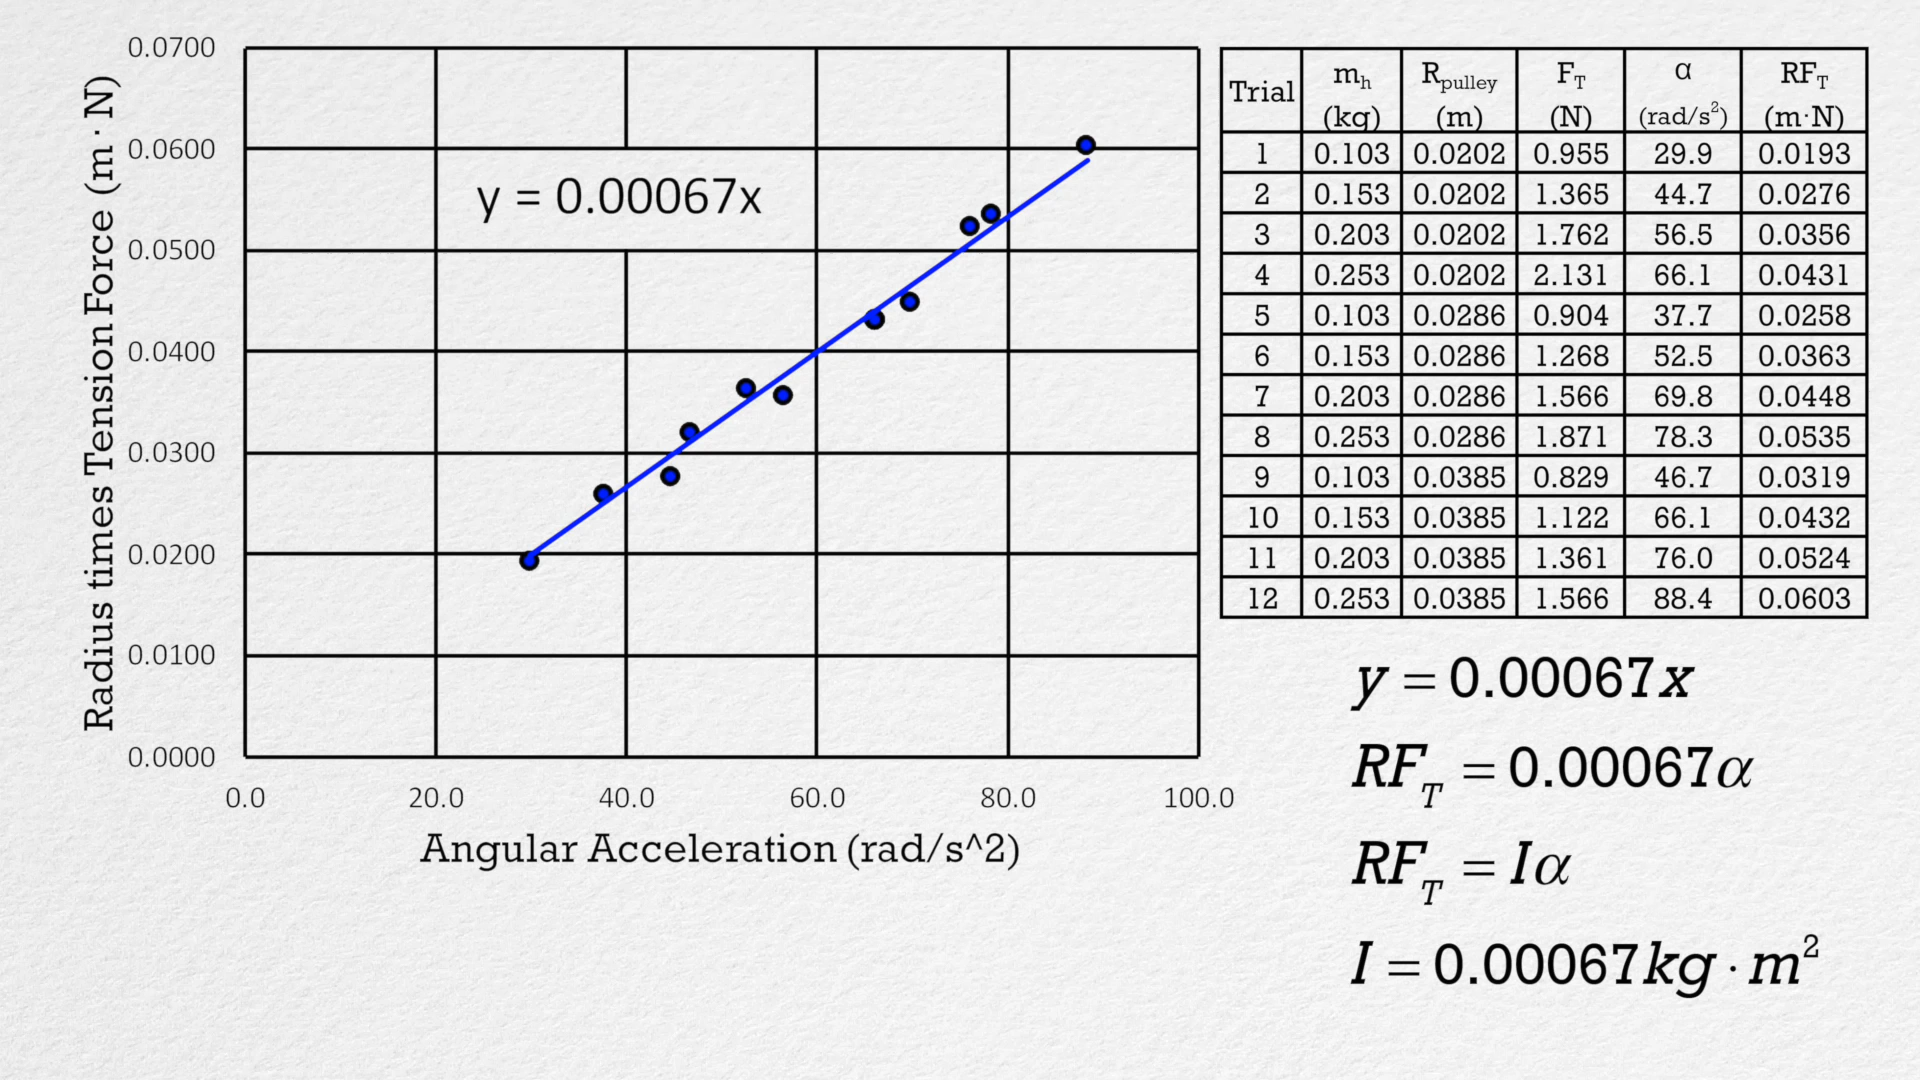 0.0700
0.0600
0.0500
0.0400
0.0300
0.0200
0.0100
0.0000
Radius times Tension Force (m · N)
y = 0.00067x
0.0 20.0 40.0 60.0 80.0 100.0
Angular Acceleration (rad/s^2)
Trial m_h (kg) R_pulley (m) F_T (N) α (rad/s²) RF_T (m·N)
1 0.103 0.0202 0.955 29.9 0.0193
2 0.153 0.0202 1.365 44.7 0.0276
3 0.203 0.0202 1.762 56.5 0.0356
4 0.253 0.0202 2.131 66.1 0.0431
5 0.103 0.0286 0.904 37.7 0.0258
6 0.153 0.0286 1.268 52.5 0.0363
7 0.203 0.0286 1.566 69.8 0.0448
8 0.253 0.0286 1.871 78.3 0.0535
9 0.103 0.0385 0.829 46.7 0.0319
10 0.153 0.0385 1.122 66.1 0.0432
11 0.203 0.0385 1.361 76.0 0.0524
12 0.253 0.0385 1.566 88.4 0.0603
y = 0.00067x
RF_T = 0.00067α
RF_T = Iα
I = 0.00067kg · m²